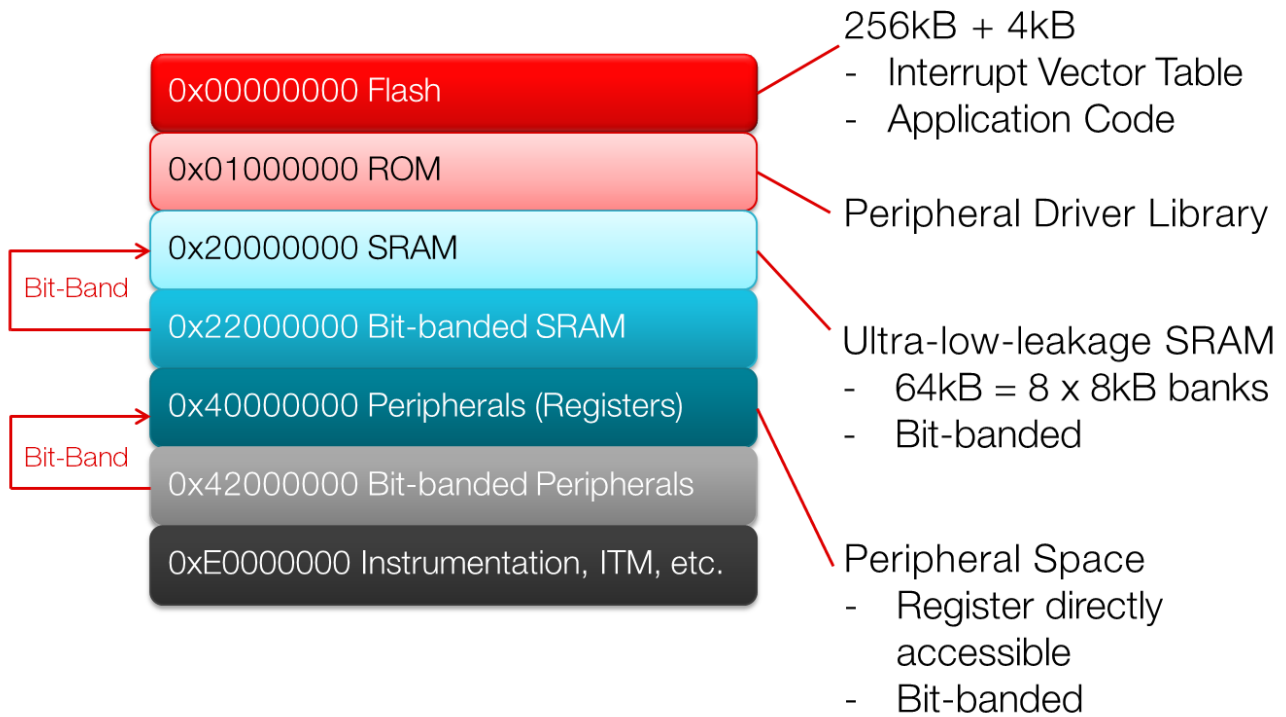 0x00000000 Flash
0x01000000 ROM
0x20000000 SRAM
0x22000000 Bit-banded SRAM
0x40000000 Peripherals (Registers)
0x42000000 Bit-banded Peripherals
0xE0000000 Instrumentation, ITM, etc.
Bit-Band
Bit-Band
256kB + 4kB
- Interrupt Vector Table
- Application Code
Peripheral Driver Library
Ultra-low-leakage SRAM
- 64kB = 8 x 8kB banks
- Bit-banded
Peripheral Space
- Register directly
accessible
- Bit-banded